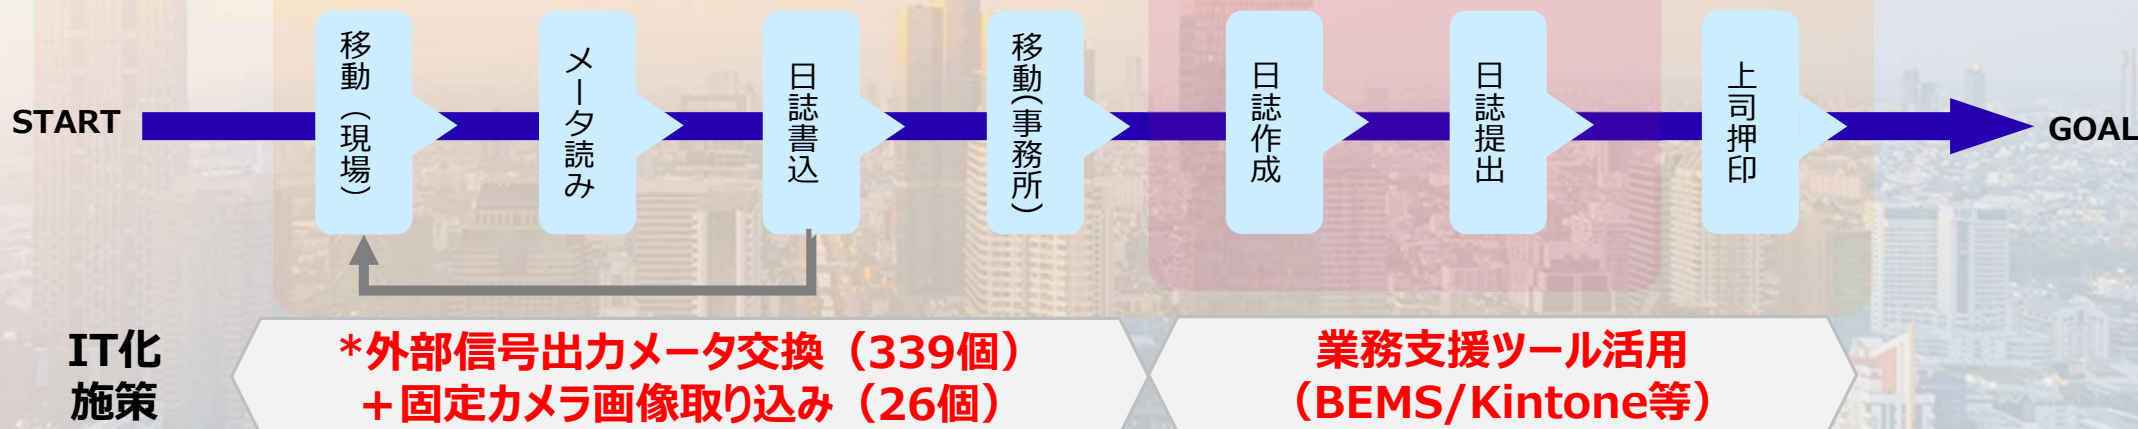 START
移動（現場）
メータ読み
日誌書込
移動(事務所)
日誌作成
日誌提出
上司押印
GOAL
IT化
施策
*外部信号出力メータ交換（339個）
＋固定カメラ画像取り込み（26個）
業務支援ツール活用
（BEMS/Kintone等）